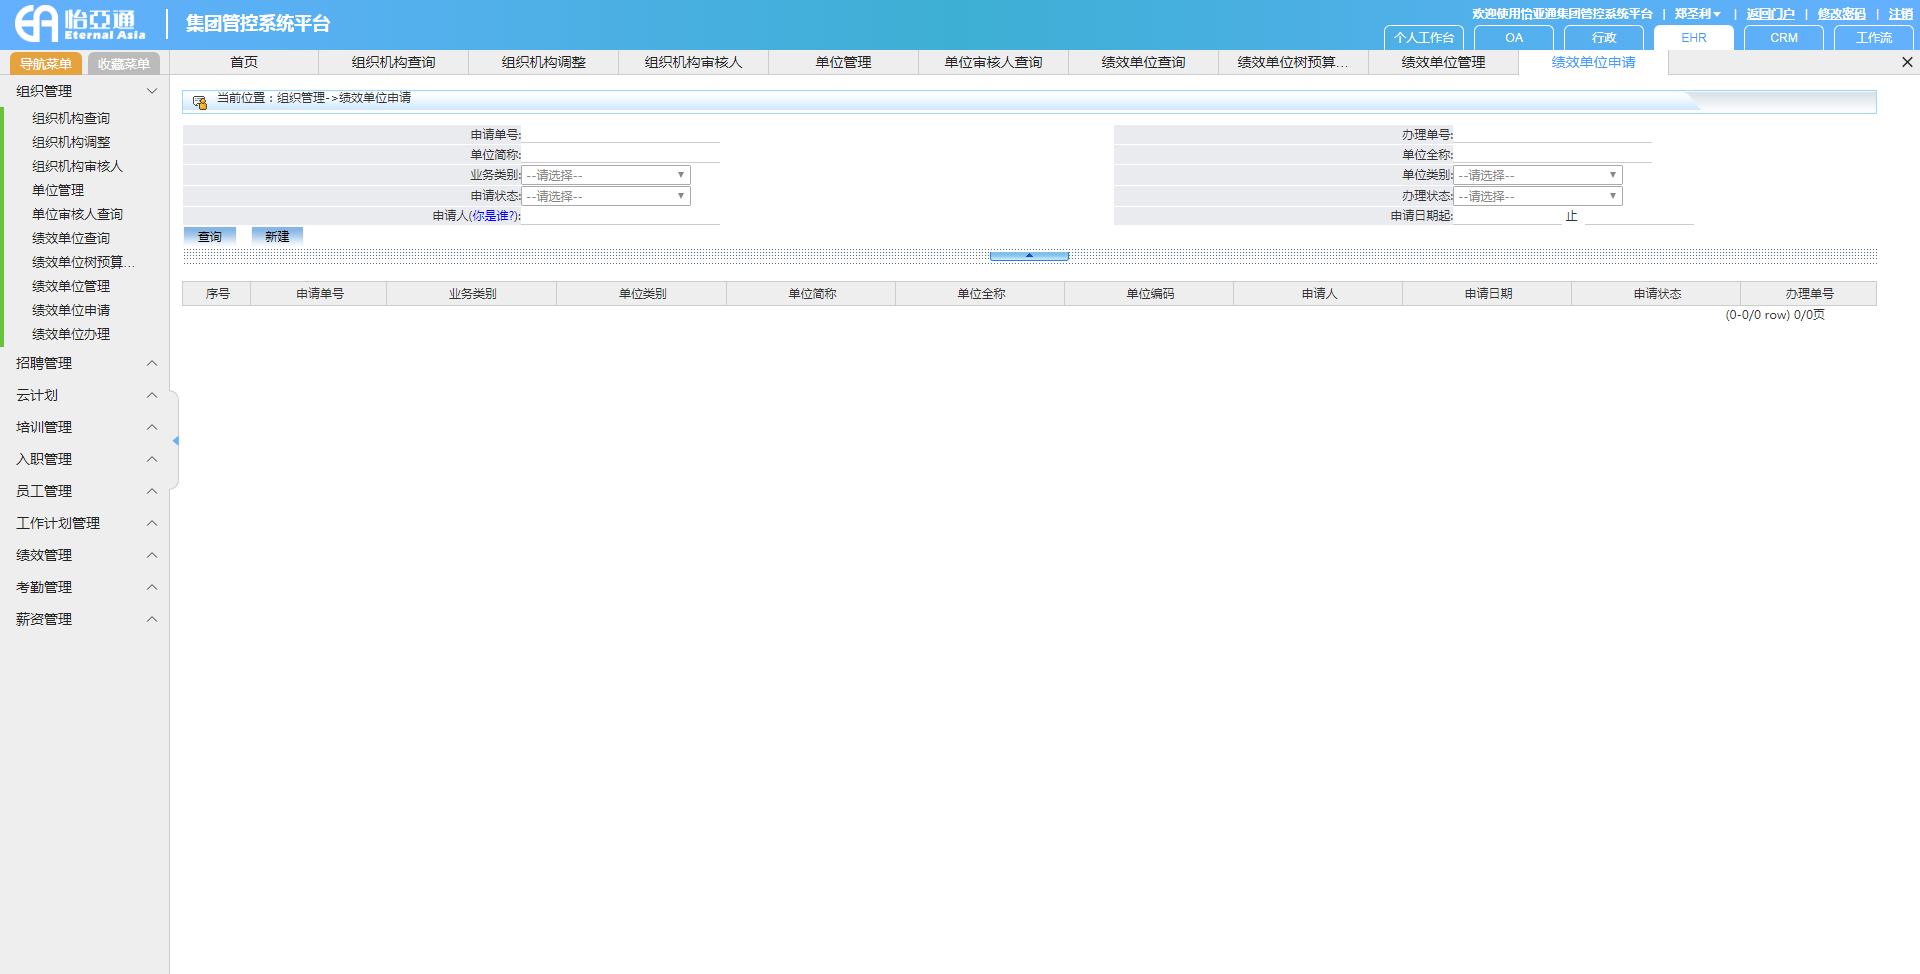 怡亞通
Eternal Asia
集团管控系统平台
欢迎使用怡亚通集团管控系统平台 | 郑圣利 | 返回门户 | 修改密码 | 注销
个人工作台 OA 行政 EHR CRM 工作流
导航菜单 收藏菜单
首页 组织机构查询 组织机构调整 组织机构审核人 单位管理 单位审核人查询 绩效单位查询 绩效单位树预算... 绩效单位管理 绩效单位申请
组织管理
组织机构查询
组织机构调整
组织机构审核人
单位管理
单位审核人查询
绩效单位查询
绩效单位树预算...
绩效单位管理
绩效单位申请
绩效单位办理
招聘管理
云计划
培训管理
入职管理
员工管理
工作计划管理
绩效管理
考勤管理
薪资管理
当前位置：组织管理->绩效单位申请
申请单号: 办理单号:
单位简称: 单位全称:
业务类别: --请选择-- 单位类别: --请选择--
申请状态: --请选择-- 办理状态: --请选择--
申请人(你是谁?): 申请日期起: 止
查询 新建
序号 申请单号 业务类别 单位类别 单位简称 单位全称 单位编码 申请人 申请日期 申请状态 办理单号
(0-0/0 row) 0/0页